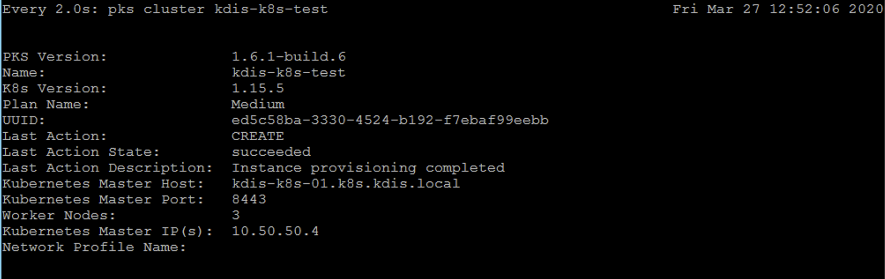 Every 2.0s: pks cluster kdis-k8s-test Fri Mar 27 12:52:06 2020
PKS Version: 1.6.1-build.6
Name: kdis-k8s-test
K8s Version: 1.15.5
Plan Name: Medium
UUID: ed5c58ba-3330-4524-b192-f7ebaf99eebb
Last Action: CREATE
Last Action State: succeeded
Last Action Description: Instance provisioning completed
Kubernetes Master Host: kdis-k8s-01.k8s.kdis.local
Kubernetes Master Port: 8443
Worker Nodes: 3
Kubernetes Master IP(s): 10.50.50.4
Network Profile Name: